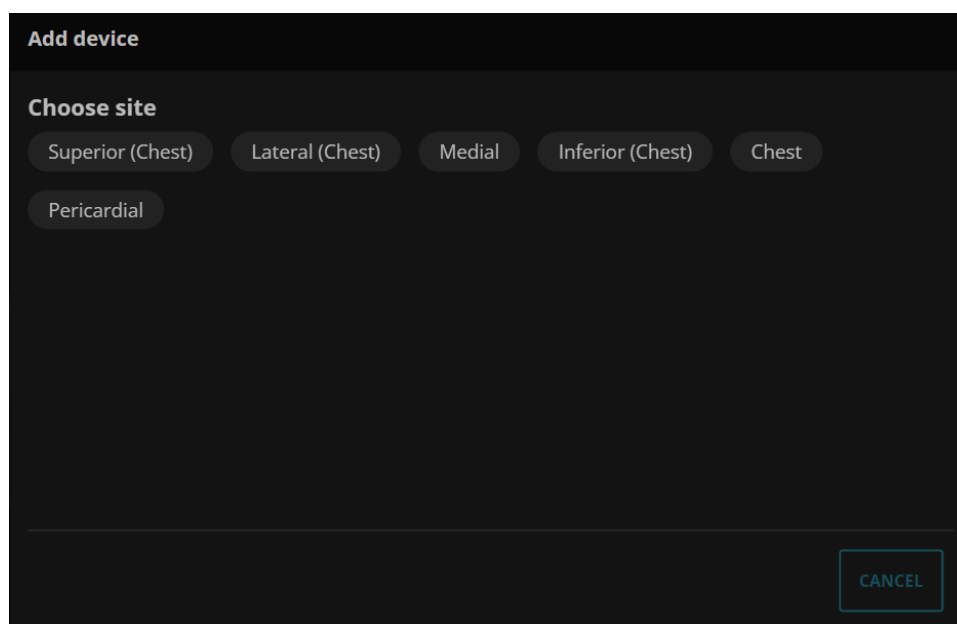 Add device
Choose site
Superior (Chest) Lateral (Chest) Medial Inferior (Chest) Chest
Pericardial
CANCEL